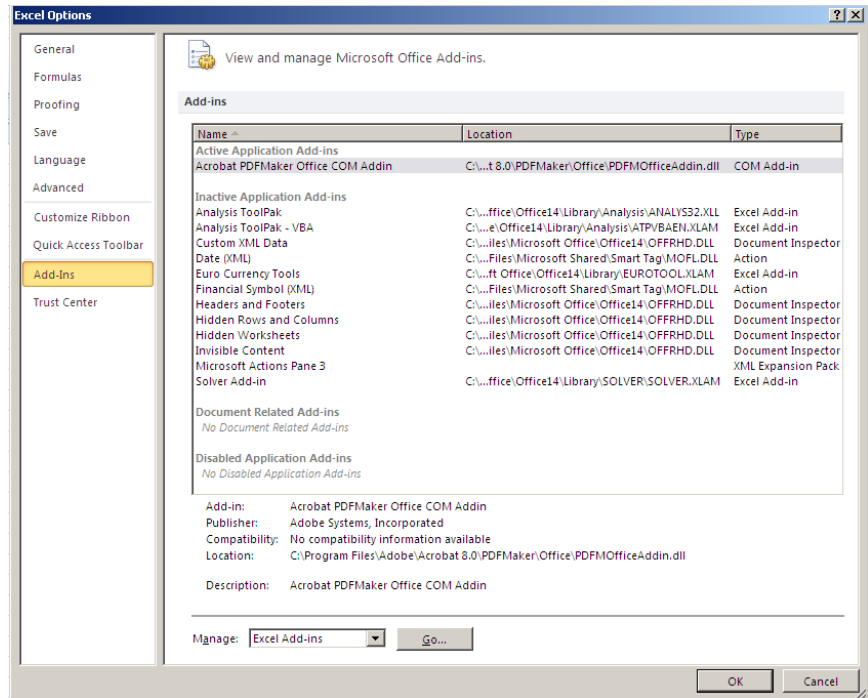 Excel Options
General
Formulas
Proofing
Save
Language
Advanced
Customize Ribbon
Quick Access Toolbar
Add-Ins
Trust Center
View and manage Microsoft Office Add-ins.
Add-ins
Name Location Type
Active Application Add-ins
Acrobat PDFMaker Office COM Addin C:\...t 8.0\PDFMaker\Office\PDFMOfficeAddin.dll COM Add-in
Inactive Application Add-ins
Analysis ToolPak C:\...ffice\Office14\Library\Analysis\ANALYS32.XLL Excel Add-in
Analysis ToolPak - VBA C:\...e\Office14\Library\Analysis\ATPVBAEN.XLAM Excel Add-in
Custom XML Data C:\...iles\Microsoft Office\Office14\OFFRHD.DLL Document Inspector
Date (XML) C:\...Files\Microsoft Shared\Smart Tag\MOFL.DLL Action
Euro Currency Tools C:\...ft Office\Office14\Library\EUROTOOL.XLAM Excel Add-in
Financial Symbol (XML) C:\...Files\Microsoft Shared\Smart Tag\MOFL.DLL Action
Headers and Footers C:\...iles\Microsoft Office\Office14\OFFRHD.DLL Document Inspector
Hidden Rows and Columns C:\...iles\Microsoft Office\Office14\OFFRHD.DLL Document Inspector
Hidden Worksheets C:\...iles\Microsoft Office\Office14\OFFRHD.DLL Document Inspector
Invisible Content C:\...iles\Microsoft Office\Office14\OFFRHD.DLL Document Inspector
Microsoft Actions Pane 3 XML Expansion Pack
Solver Add-in C:\...ffice\Office14\Library\SOLVER\SOLVER.XLAM Excel Add-in
Document Related Add-ins
No Document Related Add-ins
Disabled Application Add-ins
No Disabled Application Add-ins
Add-in: Acrobat PDFMaker Office COM Addin
Publisher: Adobe Systems, Incorporated
Compatibility: No compatibility information available
Location: C:\Program Files\Adobe\Acrobat 8.0\PDFMaker\Office\PDFMOfficeAddin.dll
Description: Acrobat PDFMaker Office COM Addin
Manage: Excel Add-ins Go...
OK Cancel